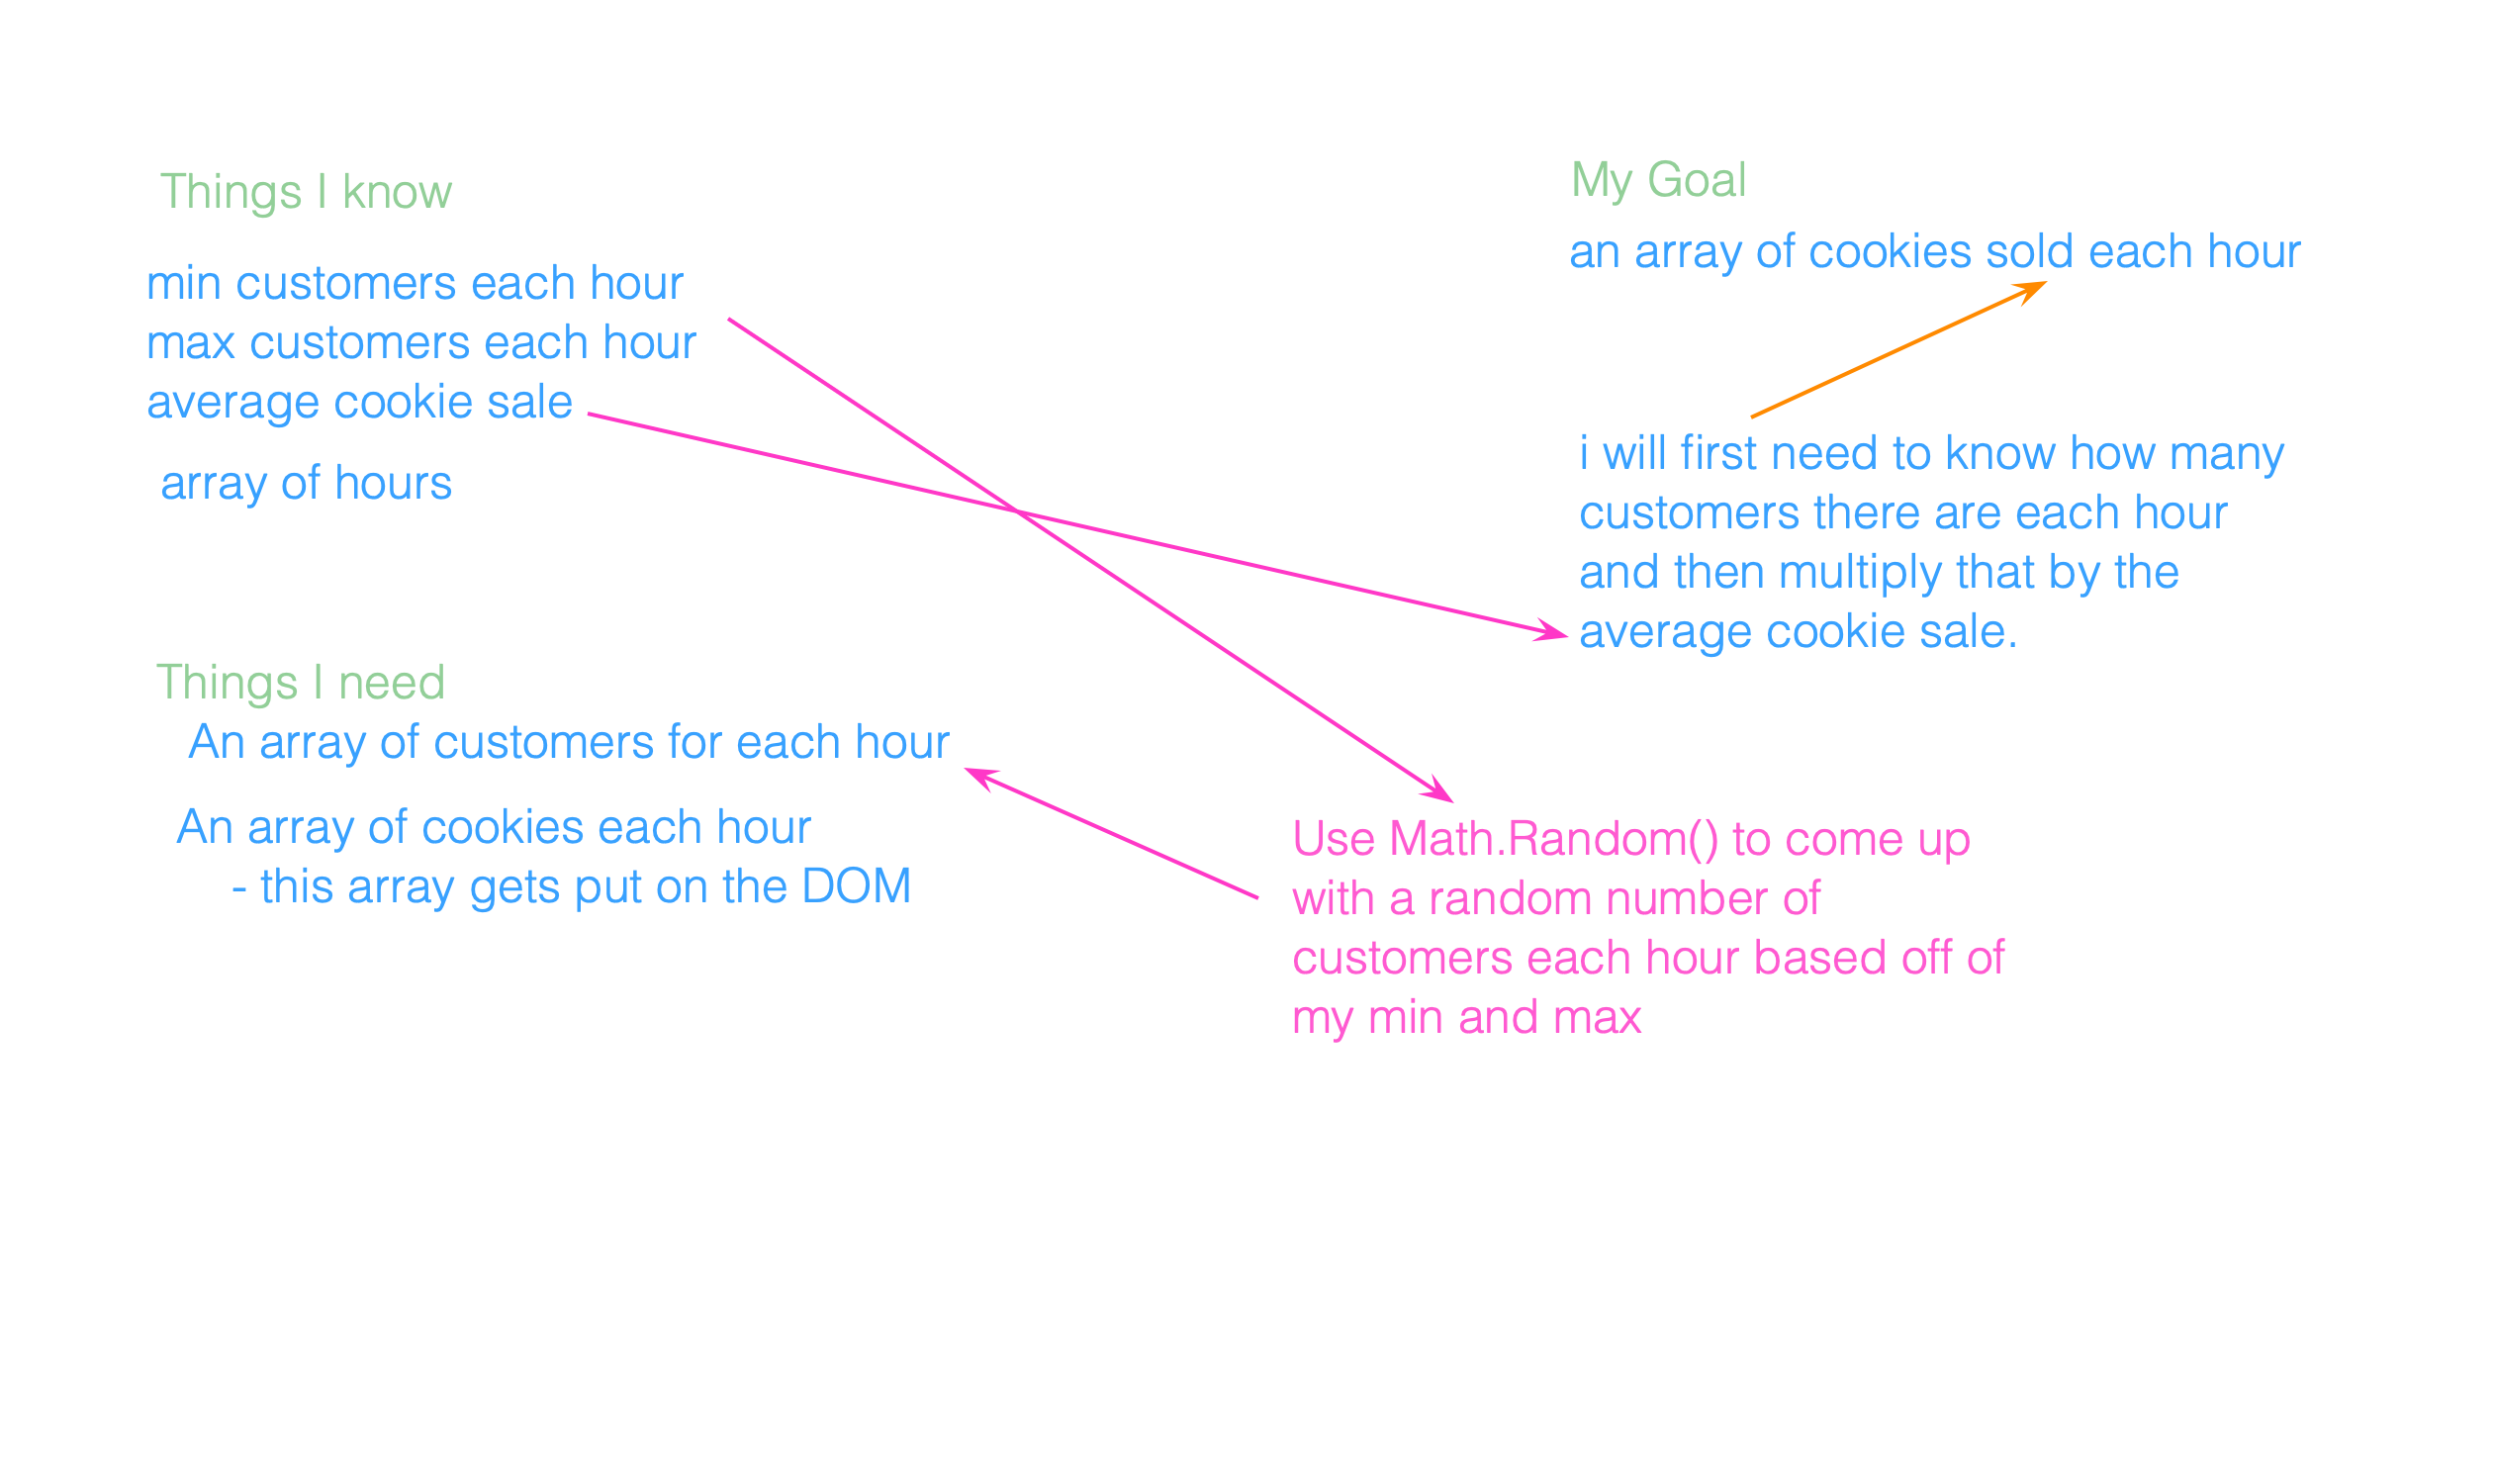 Things I know
min customers each hour
max customers each hour
average cookie sale
array of hours
Things I need
An array of customers for each hour
An array of cookies each hour
- this array gets put on the DOM
My Goal
an array of cookies sold each hour
i will first need to know how many
customers there are each hour
and then multiply that by the
average cookie sale.
Use Math.Random() to come up
with a random number of
customers each hour based off of
my min and max